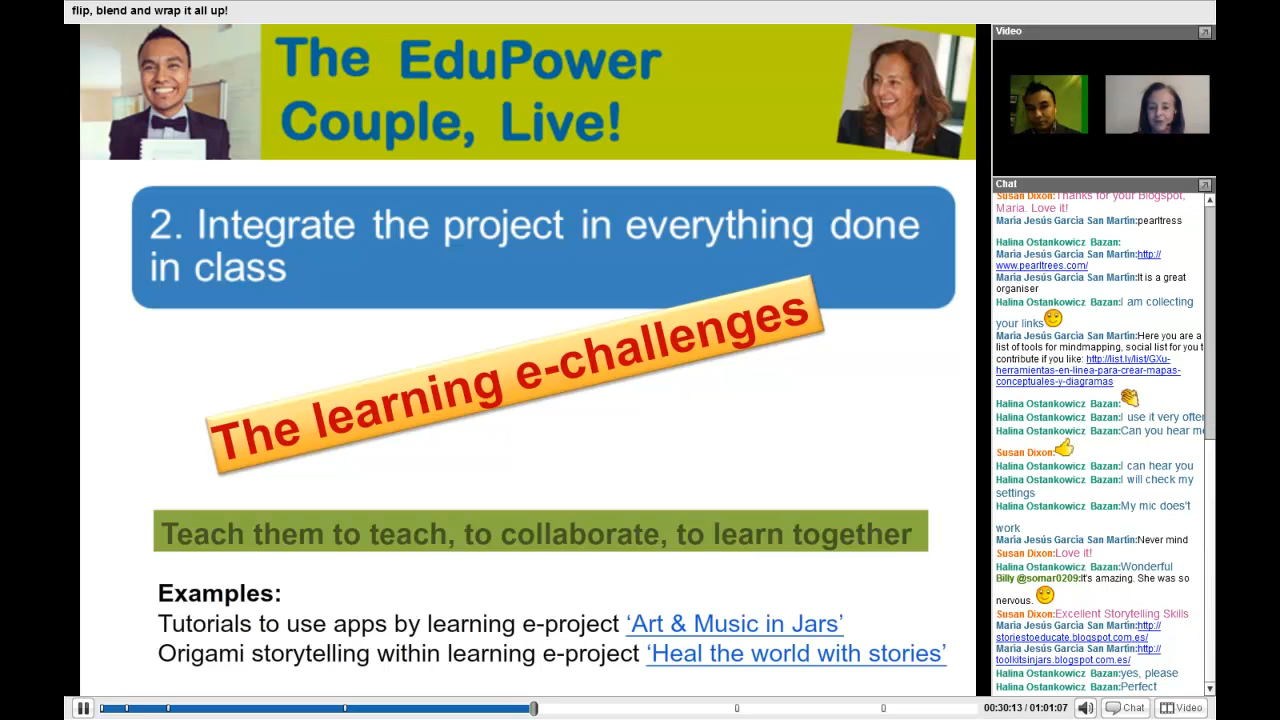 flip, blend and wrap it all up!
The EduPower
Couple, Live!
2. Integrate the project in everything done
in class
The learning e-challenges
Teach them to teach, to collaborate, to learn together
Examples:
Tutorials to use apps by learning e-project ‘Art & Music in Jars’
Origami storytelling within learning e-project ‘Heal the world with stories’
Video
Chat
Susan Dixon:Thanks for your Blogspot,
Maria. Love it!
María Jesús García San Martín:pearltress
Halina Ostankowicz Bazan:
María Jesús García San Martín:http://
www.pearltrees.com/
María Jesús García San Martín:It is a great
organiser
Halina Ostankowicz Bazan:I am collecting
your links
María Jesús García San Martín:Here you are a
list of tools for mindmapping, social list for you t
contribute if you like: http://list.ly/list/GXu-
herramientas-en-linea-para-crear-mapas-
conceptuales-y-diagramas
Halina Ostankowicz Bazan:
Halina Ostankowicz Bazan:I use it very often
Halina Ostankowicz Bazan:Can you hear me
Susan Dixon:
Halina Ostankowicz Bazan:I can hear you
Halina Ostankowicz Bazan:I will check my
settings
Halina Ostankowicz Bazan:My mic does't
work
María Jesús García San Martín:Never mind
Susan Dixon:Love it!
Halina Ostankowicz Bazan:Wonderful
Billy @somar0209:It's amazing. She was so
nervous.
Susan Dixon:Excellent Storytelling Skills
María Jesús García San Martín:http://
storiestoeducate.blogspot.com.es/
María Jesús García San Martín:http://
toolkitsinjars.blogspot.com.es/
Halina Ostankowicz Bazan:yes, please
Halina Ostankowicz Bazan:Perfect
00:30:13 / 01:01:07
Chat
Video